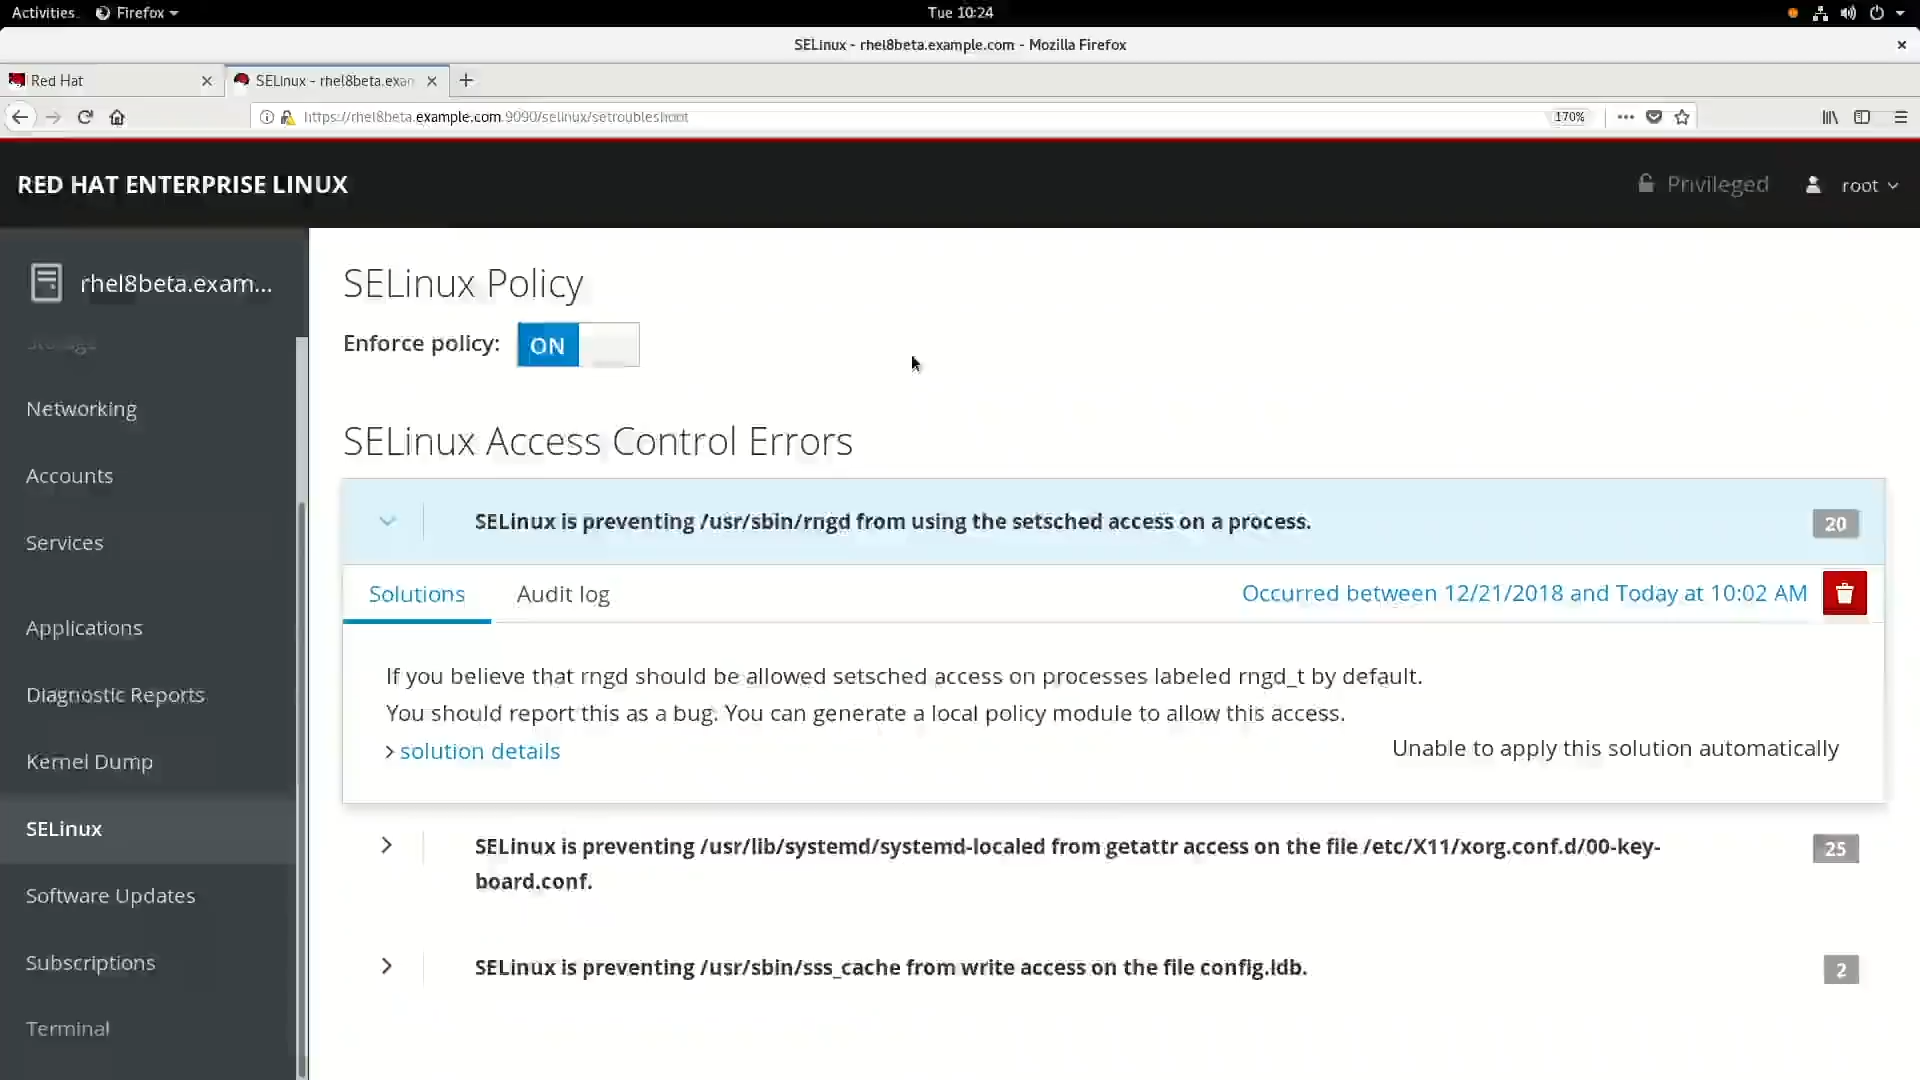 Activities Firefox Tue 10:24
SELinux - rhel8beta.example.com - Mozilla Firefox
Red Hat SELinux - rhel8beta.exam
https://rhel8beta.example.com:9090/selinux/setroubleshoot 170%
RED HAT ENTERPRISE LINUX Privileged root
rhel8beta.exam...
Storage
Networking
Accounts
Services
Applications
Diagnostic Reports
Kernel Dump
SELinux
Software Updates
Subscriptions
Terminal
SELinux Policy
Enforce policy: ON
SELinux Access Control Errors
SELinux is preventing /usr/sbin/rngd from using the setsched access on a process. 20
Solutions Audit log Occurred between 12/21/2018 and Today at 10:02 AM
If you believe that rngd should be allowed setsched access on processes labeled rngd_t by default.
You should report this as a bug. You can generate a local policy module to allow this access.
> solution details Unable to apply this solution automatically
SELinux is preventing /usr/lib/systemd/systemd-localed from getattr access on the file /etc/X11/xorg.conf.d/00-key- 25
board.conf.
SELinux is preventing /usr/sbin/sss_cache from write access on the file config.ldb. 2